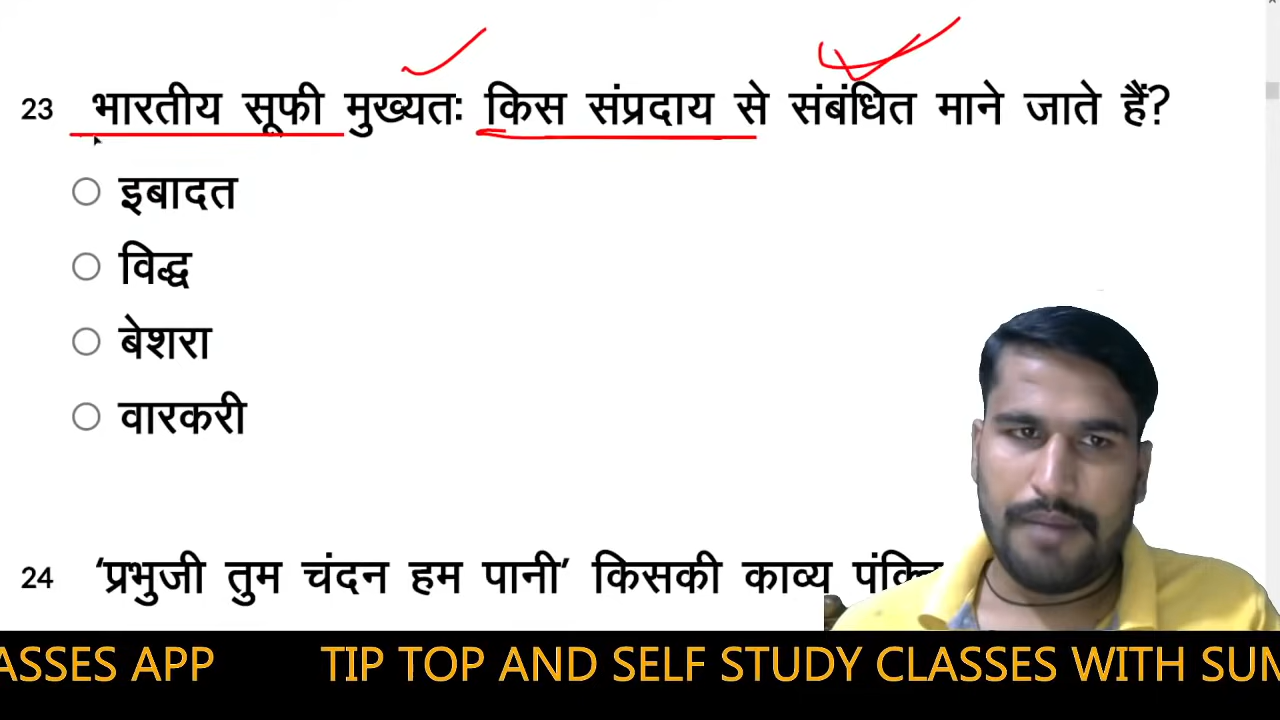 23 भारतीय सूफी मुख्यतः किस संप्रदाय से संबंधित माने जाते हैं?
इबादत
विद्ध
बेशरा
वारकरी
24 ‘प्रभुजी तुम चंदन हम पानी’ किसकी काव्य
ASSES APP TIP TOP AND SELF STUDY CLASSES WITH SUM